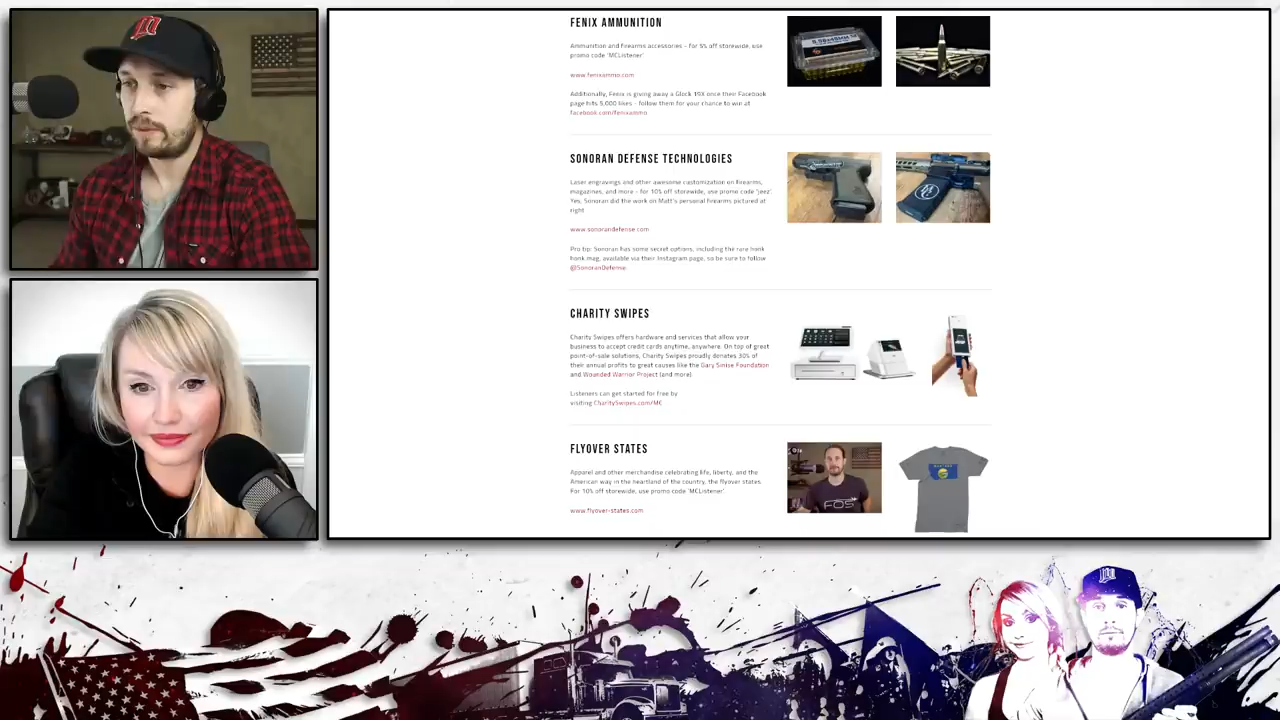 FENIX AMMUNITION
Ammunition and firearms accessories - for 5% off storewide, use
promo code 'MCListener'
www.fenixammo.com
Additionally, Fenix is giving away a Glock 19X once their Facebook
page hits 5,000 likes - follow them for your chance to win at
facebook.com/fenixammo
SONORAN DEFENSE TECHNOLOGIES
Laser engravings and other awesome customization on firearms,
magazines, and more - for 10% off storewide, use promo code 'jeez'.
Yes, Sonoran did the work on Matt's personal firearms pictured at
right
www.sonorandefense.com
Pro tip: Sonoran has some secret options, including the rare honk
honk mag, available via their Instagram page, so be sure to follow
@SonoranDefense
CHARITY SWIPES
Charity Swipes offers hardware and services that allow your
business to accept credit cards anytime, anywhere. On top of great
point-of-sale solutions, Charity Swipes proudly donates 30% of
their annual profits to great causes like the Gary Sinise Foundation
and Wounded Warrior Project (and more)
Listeners can get started for free by
visiting CharitySwipes.com/MC
FLYOVER STATES
Apparel and other merchandise celebrating life, liberty, and the
American way in the heartland of the country, the flyover states.
For 10% off storewide, use promo code 'MCListener'.
www.flyover-states.com
FOS